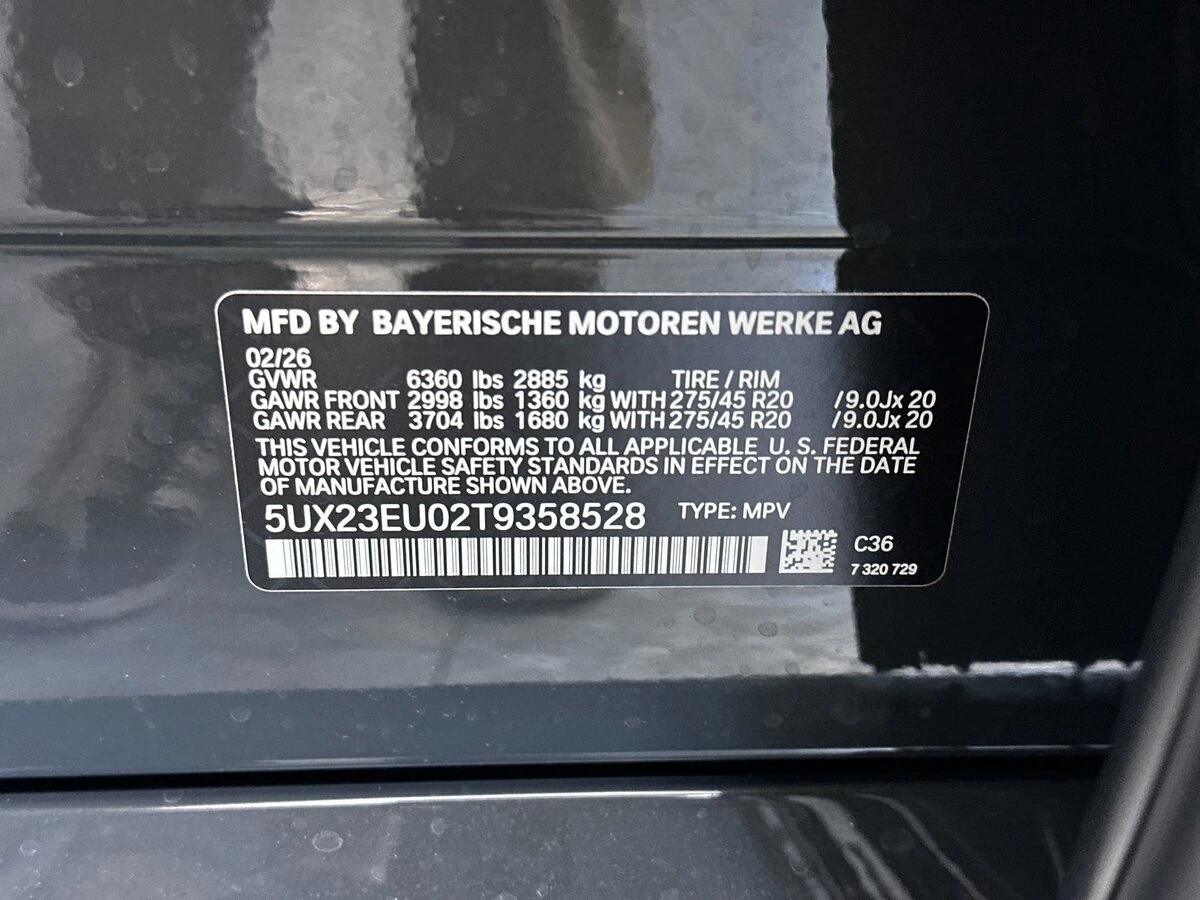 MFD BY BAYERISCHE MOTOREN WERKE AG
02/26
GVWR 6360 lbs 2885 kg TIRE / RIM
GAWR FRONT 2998 lbs 1360 kg WITH 275/45 R20 /9.0Jx 20
GAWR REAR 3704 lbs 1680 kg WITH 275/45 R20 /9.0Jx 20
THIS VEHICLE CONFORMS TO ALL APPLICABLE U. S. FEDERAL
MOTOR VEHICLE SAFETY STANDARDS IN EFFECT ON THE DATE
OF MANUFACTURE SHOWN ABOVE.
5UX23EU02T9358528 TYPE: MPV
C36
7 320 729